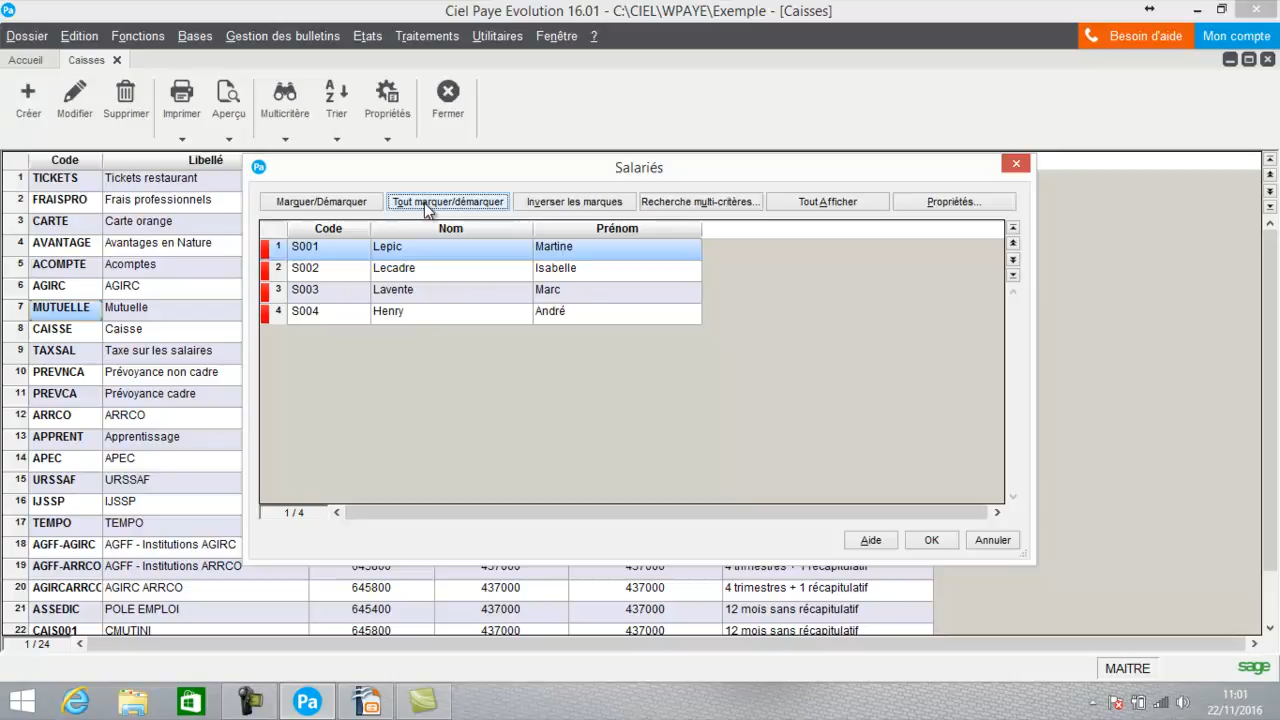 Pa Ciel Paye Evolution 16.01 - C:\CIEL\WPAYE\Exemple - [Caisses]
Dossier Edition Fonctions Bases Gestion des bulletins Etats Traitements Utilitaires Fenêtre ? Besoin d'aide Mon compte
Accueil Caisses
Créer Modifier Supprimer Imprimer Aperçu Multicritère Trier Propriétés Fermer
Code Libellé
1 TICKETS Tickets restaurant
2 FRAISPRO Frais professionnels
3 CARTE Carte orange
4 AVANTAGE Avantages en Nature
5 ACOMPTE Acomptes
6 AGIRC AGIRC
7 MUTUELLE Mutuelle
8 CAISSE Caisse
9 TAXSAL Taxe sur les salaires
10 PREVNCA Prévoyance non cadre
11 PREVCA Prévoyance cadre
12 ARRCO ARRCO
13 APPRENT Apprentissage
14 APEC APEC
15 URSSAF URSSAF
16 IJSSP IJSSP
17 TEMPO TEMPO
18 AGFF-AGIRC AGFF - Institutions AGIRC
19 AGFF-ARRCO AGFF - Institutions ARRCO 645800 437000 437000 4 trimestres + 1 récapitulatif
20 AGIRCARRCO AGIRC ARRCO 645800 437000 437000 4 trimestres + 1 récapitulatif
21 ASSEDIC POLE EMPLOI 645400 437000 437000 12 mois sans récapitulatif
22 CAIS001 CMUTINI 645800 437000 437000 12 mois sans récapitulatif
1 / 24
Pa Salariés
Marquer/Démarquer Tout marquer/démarquer Inverser les marques Recherche multi-critères... Tout Afficher Propriétés...
Code Nom Prénom
1 S001 Lepic Martine
2 S002 Lecadre Isabelle
3 S003 Lavente Marc
4 S004 Henry André
1 / 4
Aide OK Annuler
MAITRE sage
Pa
11:01
22/11/2016